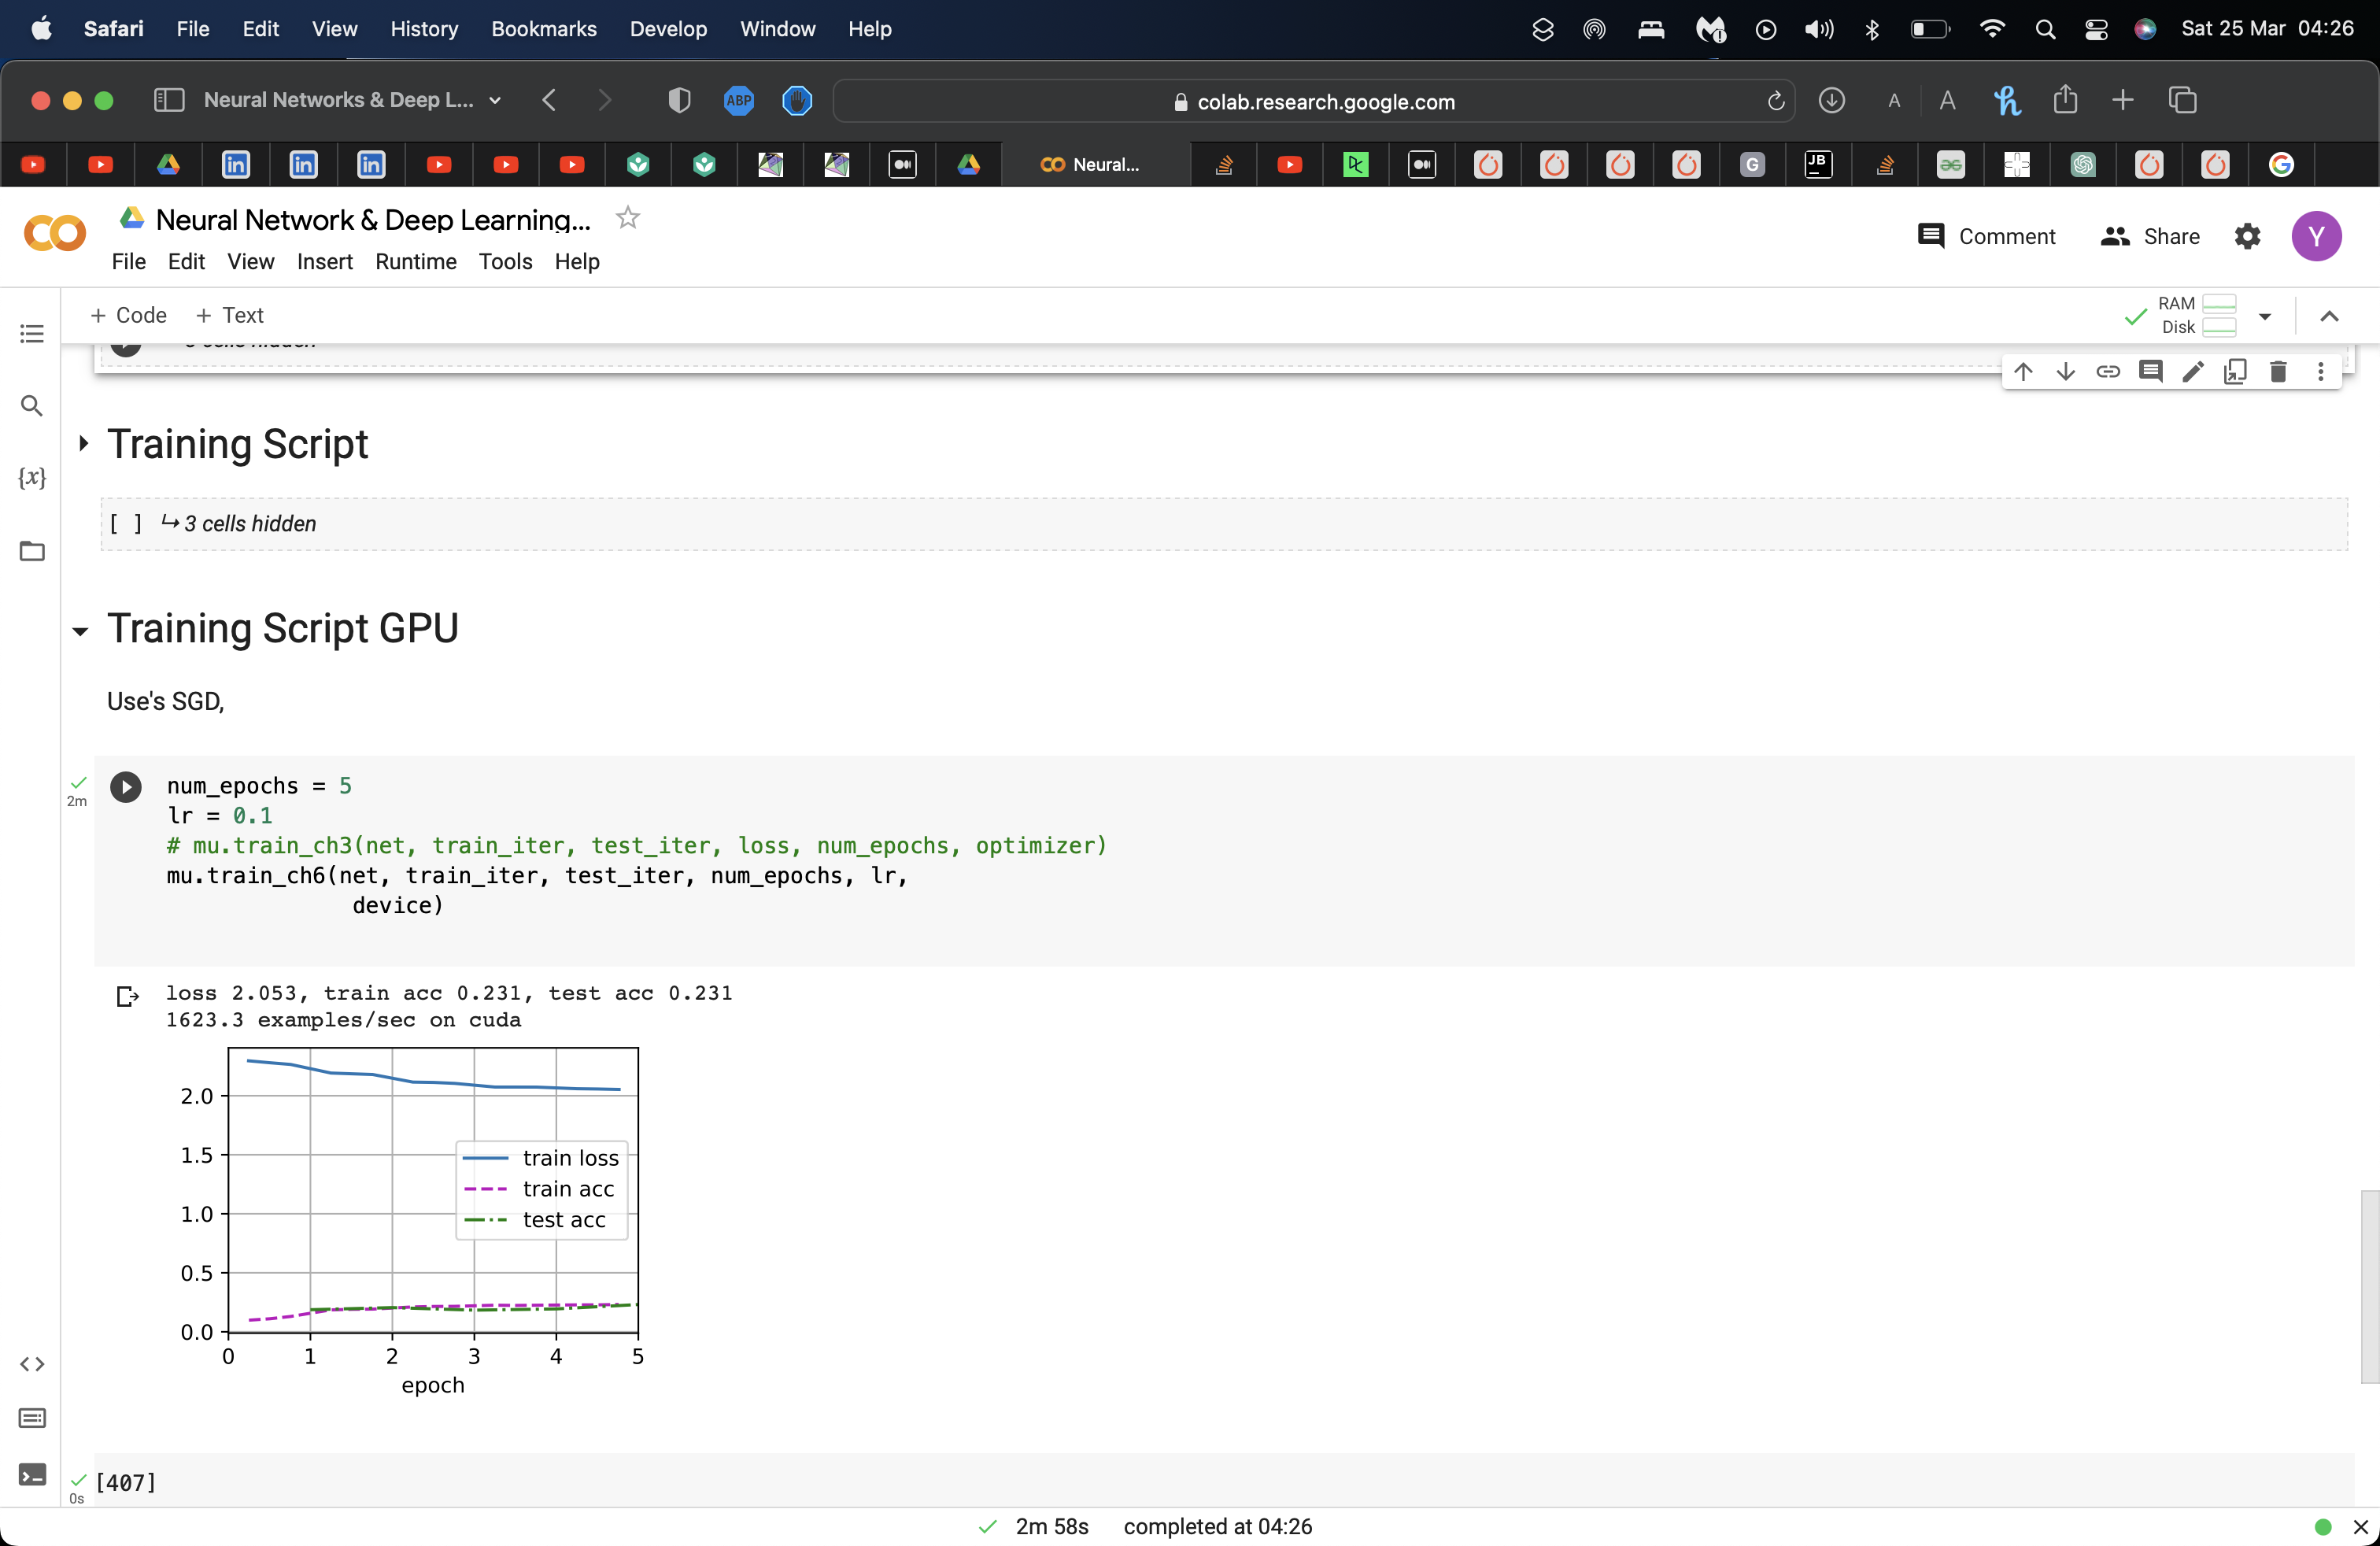 Safari File Edit View History Bookmarks Develop Window Help Sat 25 Mar 04:26
Neural Networks & Deep L... ABP colab.research.google.com A A
in in in Neural... G JB G
Neural Network & Deep Learning...
Comment Share Y
File Edit View Insert Runtime Tools Help
+ Code + Text RAM
Disk
Training Script
{x}
[ ] ↳ 3 cells hidden
Training Script GPU
Use's SGD,
num_epochs = 5
2m
lr = 0.1
# mu.train_ch3(net, train_iter, test_iter, loss, num_epochs, optimizer)
mu.train_ch6(net, train_iter, test_iter, num_epochs, lr,
device)
loss 2.053, train acc 0.231, test acc 0.231
1623.3 examples/sec on cuda
2.0
1.5
1.0
0.5
0.0
train loss
train acc
test acc
0 1 2 3 4 5
epoch
[407]
0s
2m 58s completed at 04:26